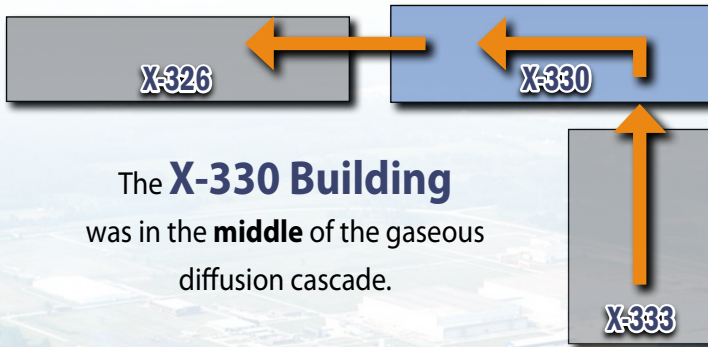 X-326
X-330
The X-330 Building
was in the middle of the gaseous
diffusion cascade.
X-333